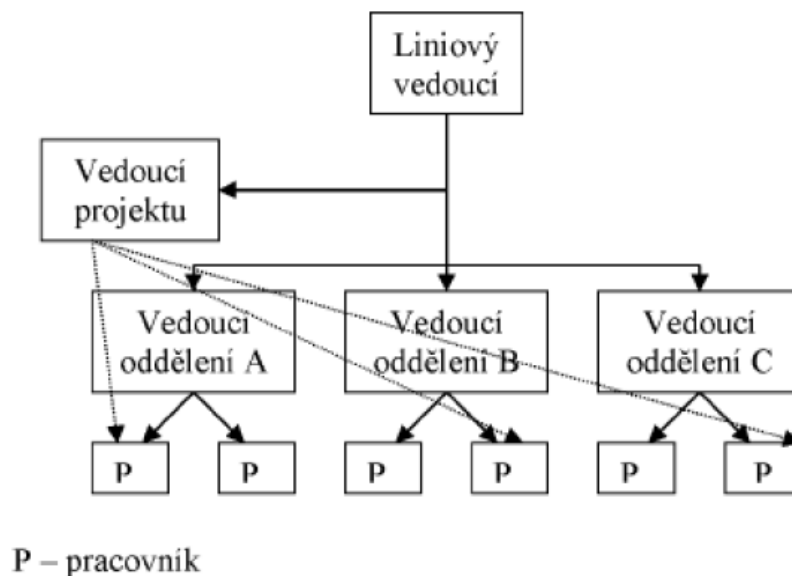 Liniový
vedoucí
Vedoucí
projektu
Vedoucí
oddělení A
Vedoucí
oddělení B
Vedoucí
oddělení C
P
P
P
P
P
P
P – pracovník